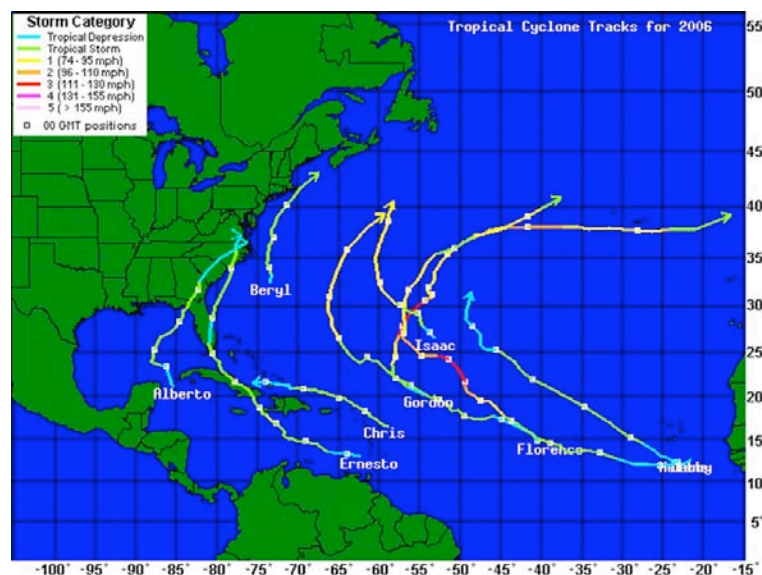 Storm Category
Tropical Depression
Tropical Storm
1 (74 - 95 mph)
2 (96 - 110 mph)
3 (111 - 130 mph)
4 (131 - 155 mph)
5 ( > 155 mph)
00 GMT positions
Tropical Cyclone Tracks for 2006
55°
50°
45°
40°
35°
30°
25°
20°
15°
10°
5°
Beryl
Isaac
Alberto
Gordon
Chris
Florence
Ernesto
-100° -95° -90° -85° -80° -75° -70° -65° -60° -55° -50° -45° -40° -35° -30° -25° -20° -15°